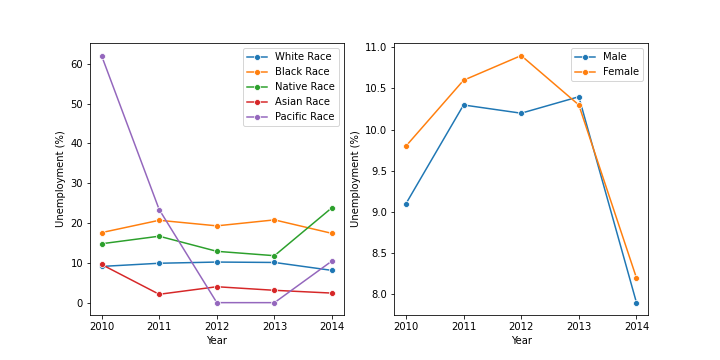 60
50
40
30
20
10
0
Unemployment (%)
2010 2011 2012 2013 2014
Year
White Race
Black Race
Native Race
Asian Race
Pacific Race
11.0
10.5
10.0
9.5
9.0
8.5
8.0
Unemployment (%)
2010 2011 2012 2013 2014
Year
Male
Female